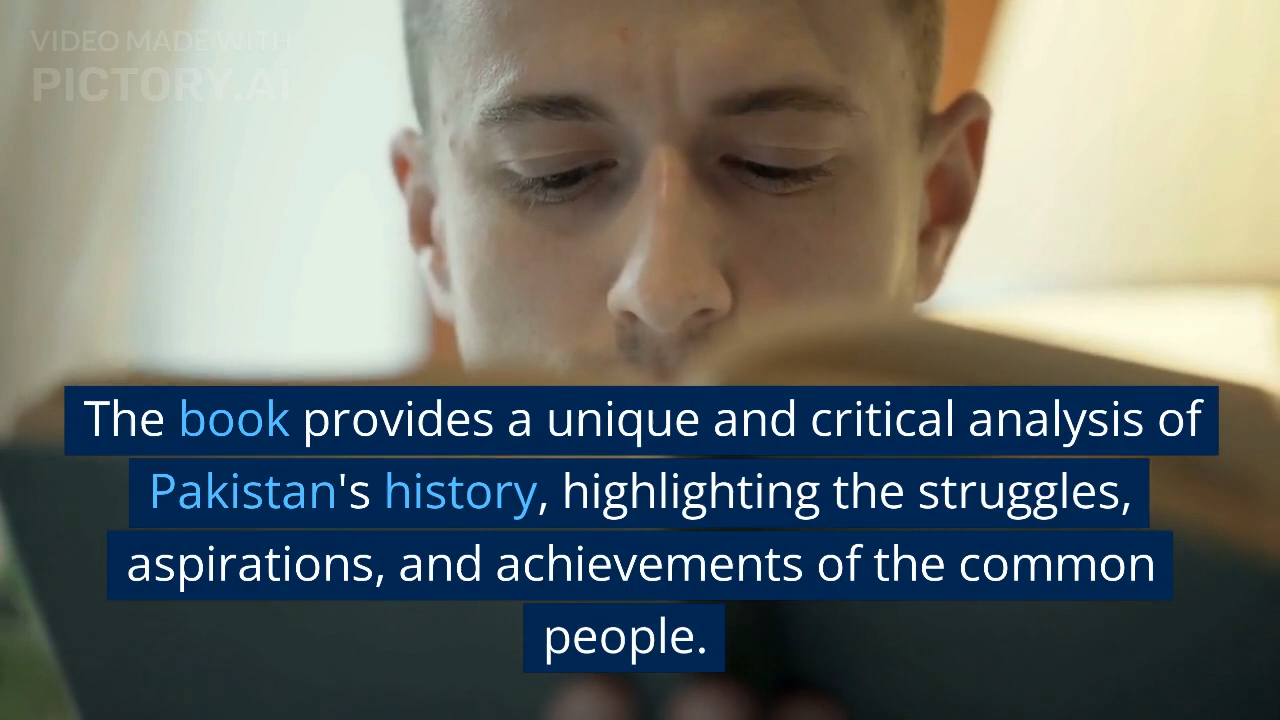 VIDEO MADE WITH
PICTORY.AI
The book provides a unique and critical analysis of
Pakistan's history, highlighting the struggles,
aspirations, and achievements of the common
people.